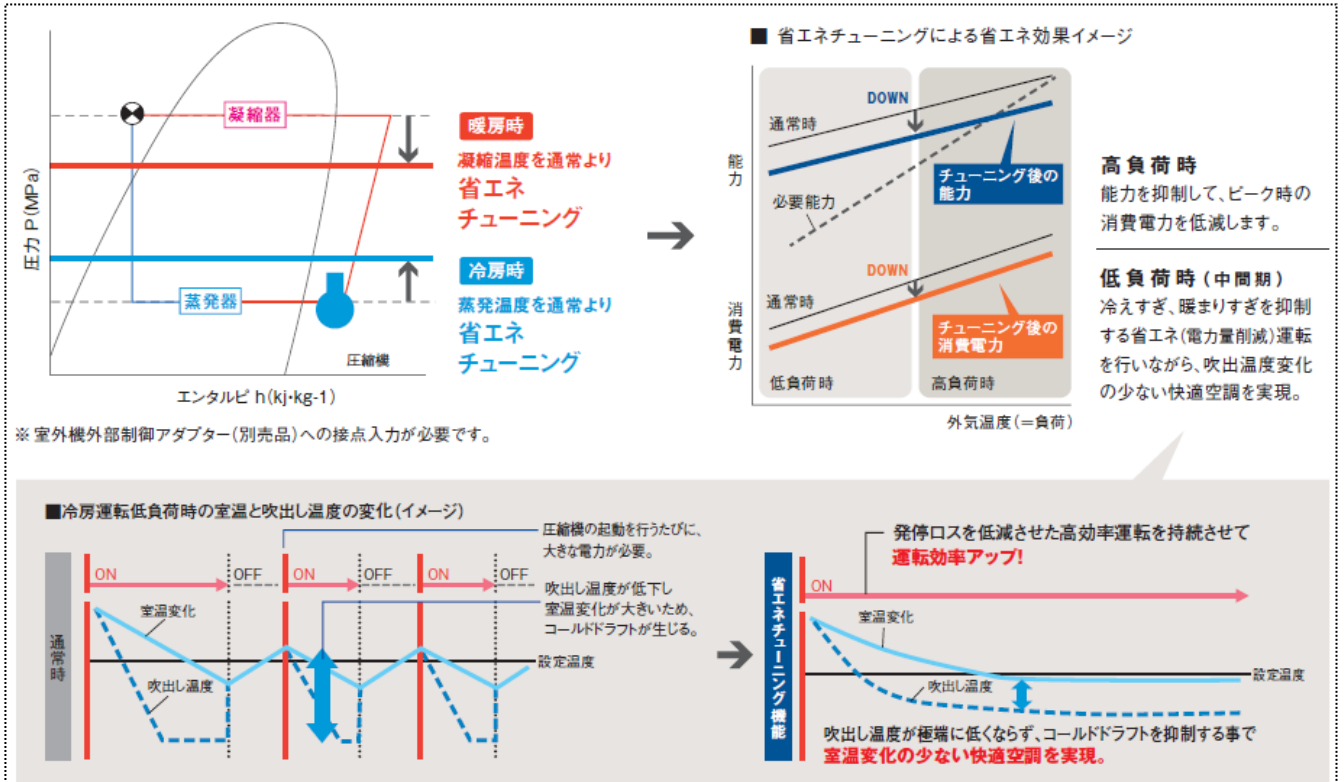 圧力 P(MPa)
凝縮器
蒸発器
圧縮機
エンタルピ h(kj･kg-1)
暖房時
凝縮温度を通常より
省エネ
チューニング
冷房時
蒸発温度を通常より
省エネ
チューニング
※ 室外機外部制御アダプター(別売品)への接点入力が必要です。
■ 省エネチューニングによる省エネ効果イメージ
能力
消費電力
DOWN
通常時
チューニング後の
能力
必要能力
DOWN
通常時
チューニング後の
消費電力
低負荷時
高負荷時
外気温度(=負荷)
高負荷時
能力を抑制して、ピーク時の
消費電力を低減します。
低負荷時(中間期)
冷えすぎ、暖まりすぎを抑制
する省エネ(電力量削減)運転
を行いながら、吹出温度変化
の少ない快適空調を実現。
■冷房運転低負荷時の室温と吹出し温度の変化(イメージ)
通常時
ON
OFF
ON
OFF
ON
OFF
室温変化
吹出し温度
設定温度
圧縮機の起動を行うたびに、
大きな電力が必要。
吹出し温度が低下し
室温変化が大きいため、
コールドドラフトが生じる。
省エネチューニング機能
発停ロスを低減させた高効率運転を持続させて
運転効率アップ!
ON
室温変化
設定温度
吹出し温度
吹出し温度が極端に低くならず、コールドドラフトを抑制する事で
室温変化の少ない快適空調を実現。